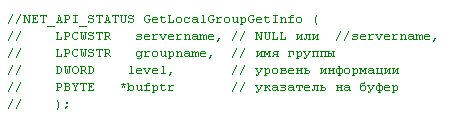 //NET_API_STATUS GetLocalGroupGetInfo (
//    LPCWSTR   servername, // NULL или  //servername,
//    LPCWSTR   groupname,  // имя группы
//    DWORD    level,       // уровень информации
//    PBYTE   *bufptr       // указатель на буфер
//    );